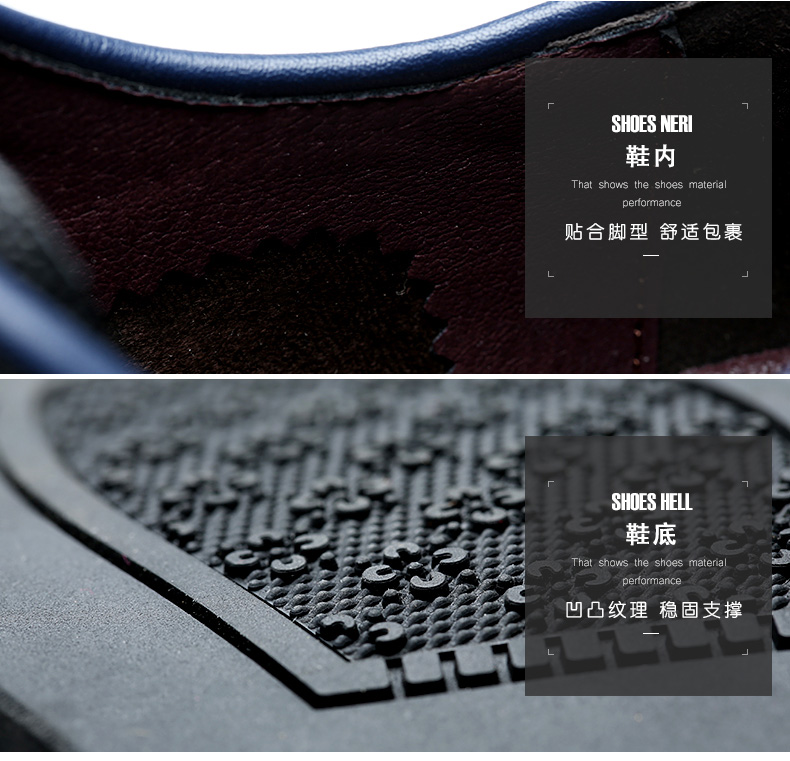 SHOES NERI
鞋内
That shows the shoes material
performance
贴合脚型 舒适包裹
SHOES HELL
鞋底
That shows the shoes material
performance
凹凸纹理 稳固支撑